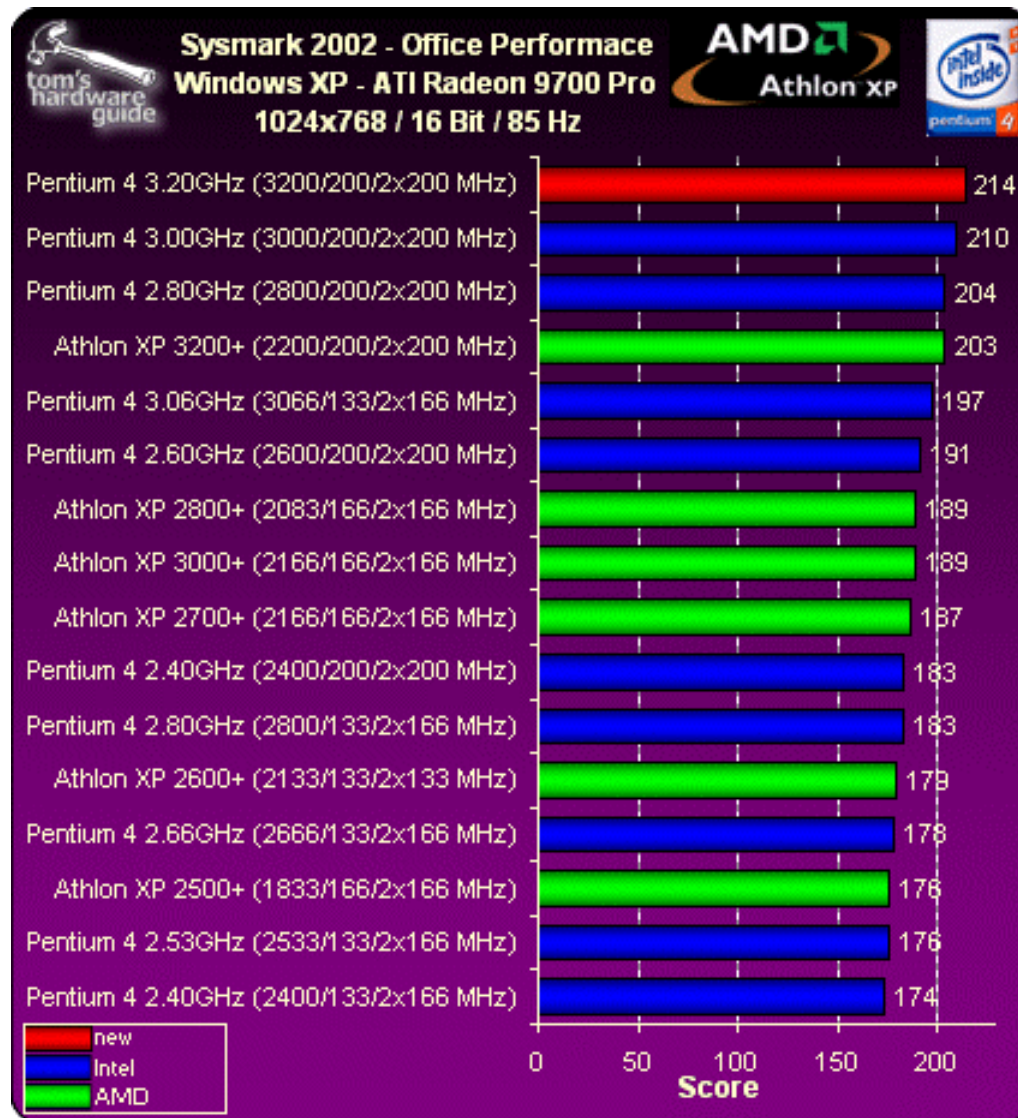 tom's
hardware
guide
Sysmark 2002 - Office Performace
Windows XP - ATI Radeon 9700 Pro
1024x768 / 16 Bit / 85 Hz
AMD
Athlon XP
intel
inside
pentium 4
Pentium 4 3.20GHz (3200/200/2x200 MHz) 214
Pentium 4 3.00GHz (3000/200/2x200 MHz) 210
Pentium 4 2.80GHz (2800/200/2x200 MHz) 204
Athlon XP 3200+ (2200/200/2x200 MHz) 203
Pentium 4 3.06GHz (3066/133/2x166 MHz) 197
Pentium 4 2.60GHz (2600/200/2x200 MHz) 191
Athlon XP 2800+ (2083/166/2x166 MHz) 189
Athlon XP 3000+ (2166/166/2x166 MHz) 189
Athlon XP 2700+ (2166/166/2x166 MHz) 187
Pentium 4 2.40GHz (2400/200/2x200 MHz) 183
Pentium 4 2.80GHz (2800/133/2x166 MHz) 183
Athlon XP 2600+ (2133/133/2x133 MHz) 179
Pentium 4 2.66GHz (2666/133/2x166 MHz) 178
Athlon XP 2500+ (1833/166/2x166 MHz) 176
Pentium 4 2.53GHz (2533/133/2x166 MHz) 176
Pentium 4 2.40GHz (2400/133/2x166 MHz) 174
0 50 100 150 200
Score
new
Intel
AMD